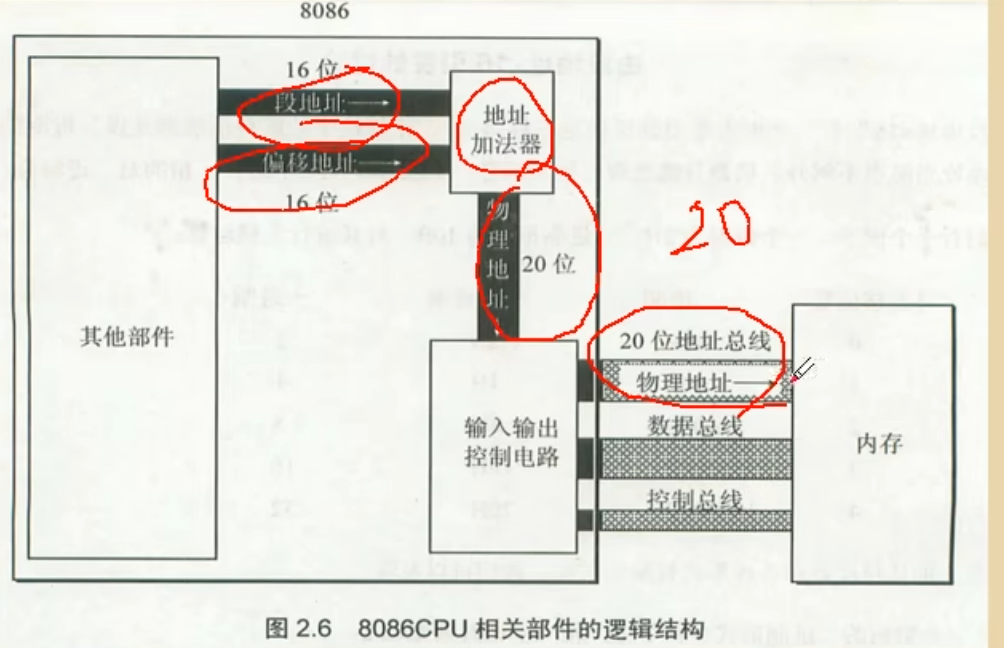 8086
16 位
段地址
偏移地址
16 位
地址
加法器
物
理
地
址
20 位
20
其他部件
20 位地址总线
物理地址
数据总线
控制总线
输入输出
控制电路
内存
图 2.6 8086CPU 相关部件的逻辑结构